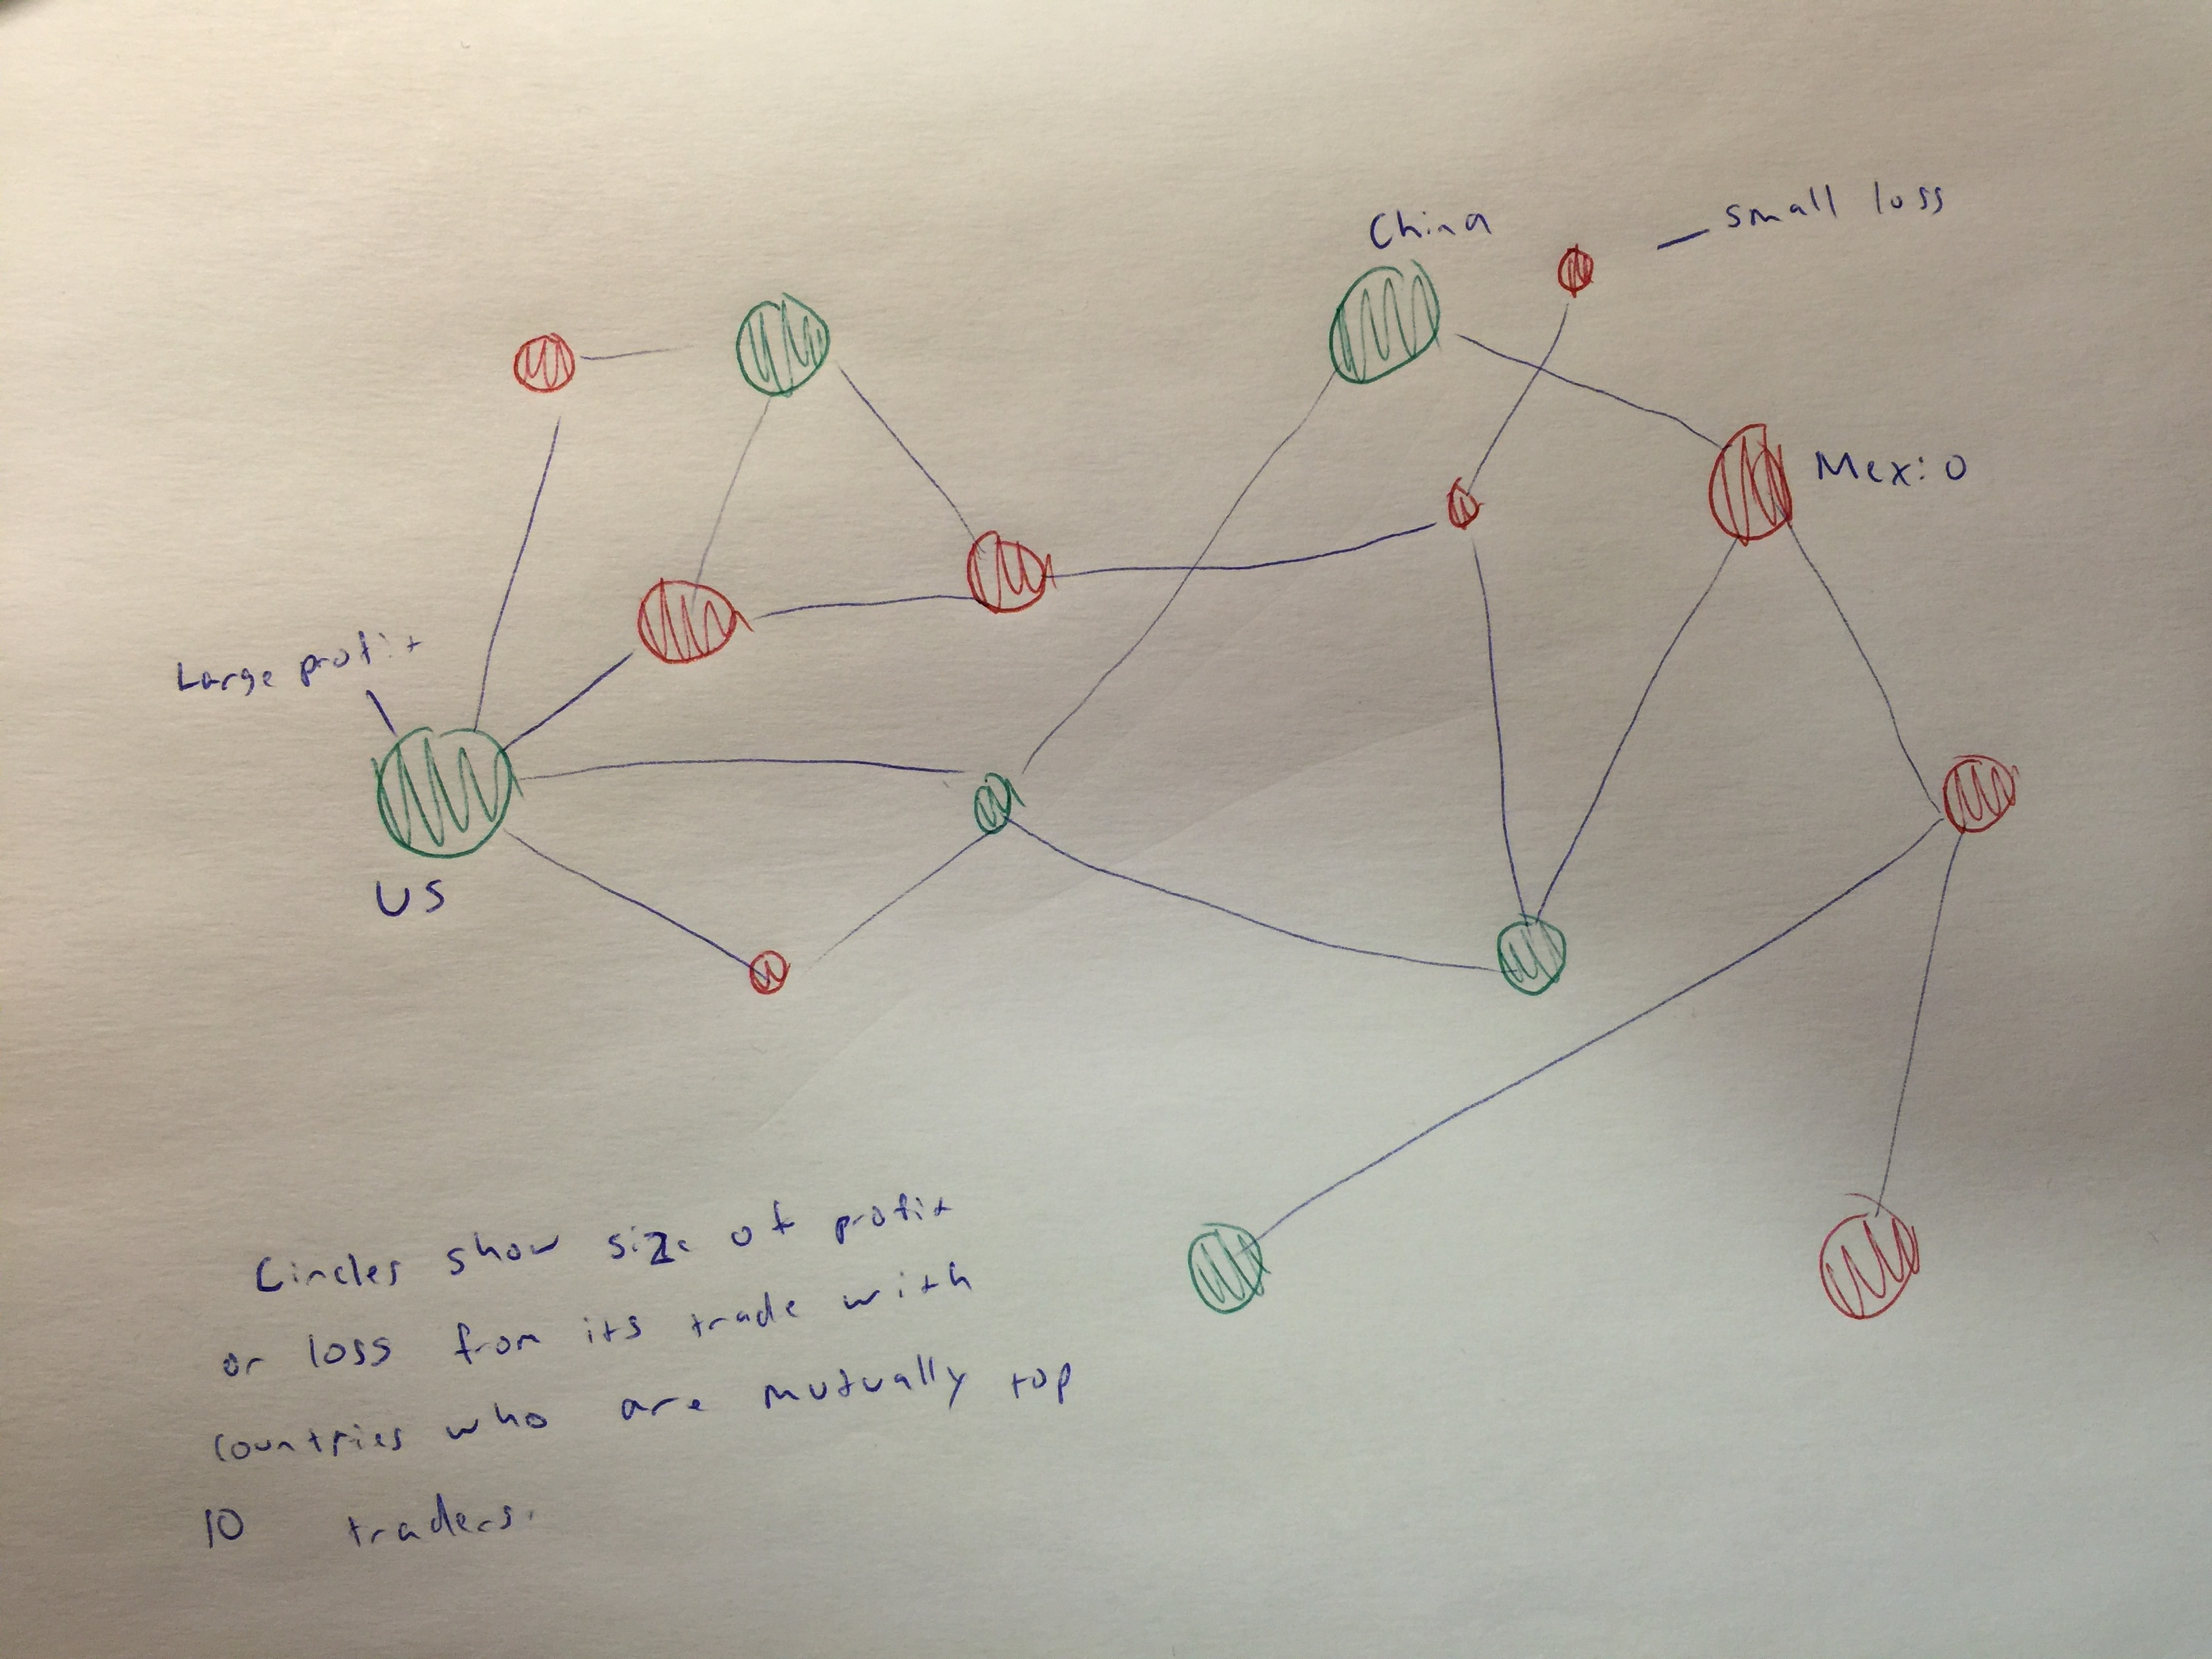 Large profit
US
China
small loss
Mexio
Circles show size of profit
or loss from its trade with
countries who are mutually top
10 traders.